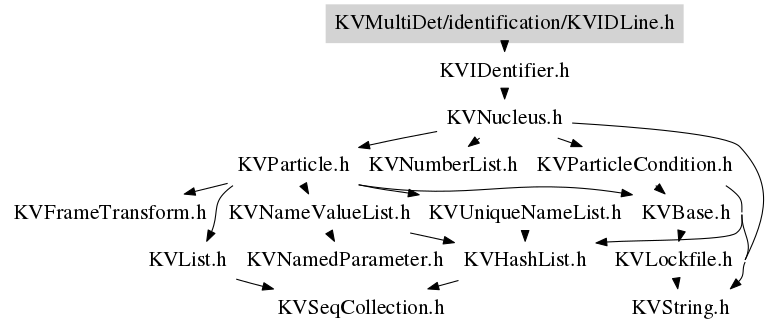 KVMultiDet/identification/KVIDLine.h
KVIDentifier.h
KVNucleus.h
KVParticle.h KVNumberList.h KVParticleCondition.h
KVFrameTransform.h KVNameValueList.h KVUniqueNameList.h KVBase.h
KVList.h KVNamedParameter.h KVHashList.h KVLockfile.h
KVSeqCollection.h KVString.h